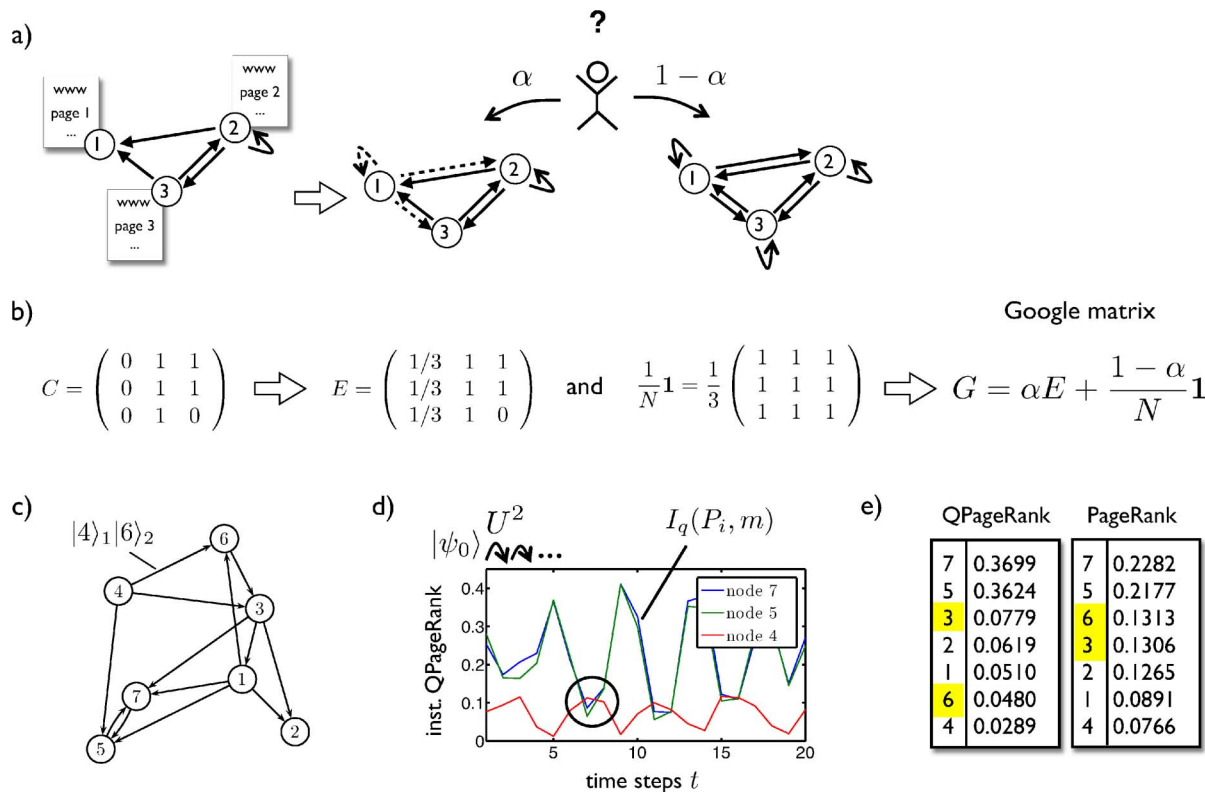 a)
?
α
1 − α
www
page 1
...
www
page 2
...
www
page 3
...
1
2
3
1
2
3
1
2
3
b)
Google matrix
C = ( 0 1 1
0 1 1
0 1 0 )
E = ( 1/3 1 1
1/3 1 1
1/3 1 0 )
and
1/N 𝟏 = 1/3 ( 1 1 1
1 1 1
1 1 1 )
G = αE + (1 − α)/N 𝟏
c)
|4⟩₁|6⟩₂
6
4
3
1
7
5
2
d)
U²
|ψ₀⟩ ...
I_q(P_i, m)
inst. QPageRank
0.4
0.3
0.2
0.1
0
5 10 15 20
time steps t
node 7
node 5
node 4
e)
QPageRank
7 0.3699
5 0.3624
3 0.0779
2 0.0619
1 0.0510
6 0.0480
4 0.0289
PageRank
7 0.2282
5 0.2177
6 0.1313
3 0.1306
2 0.1265
1 0.0891
4 0.0766